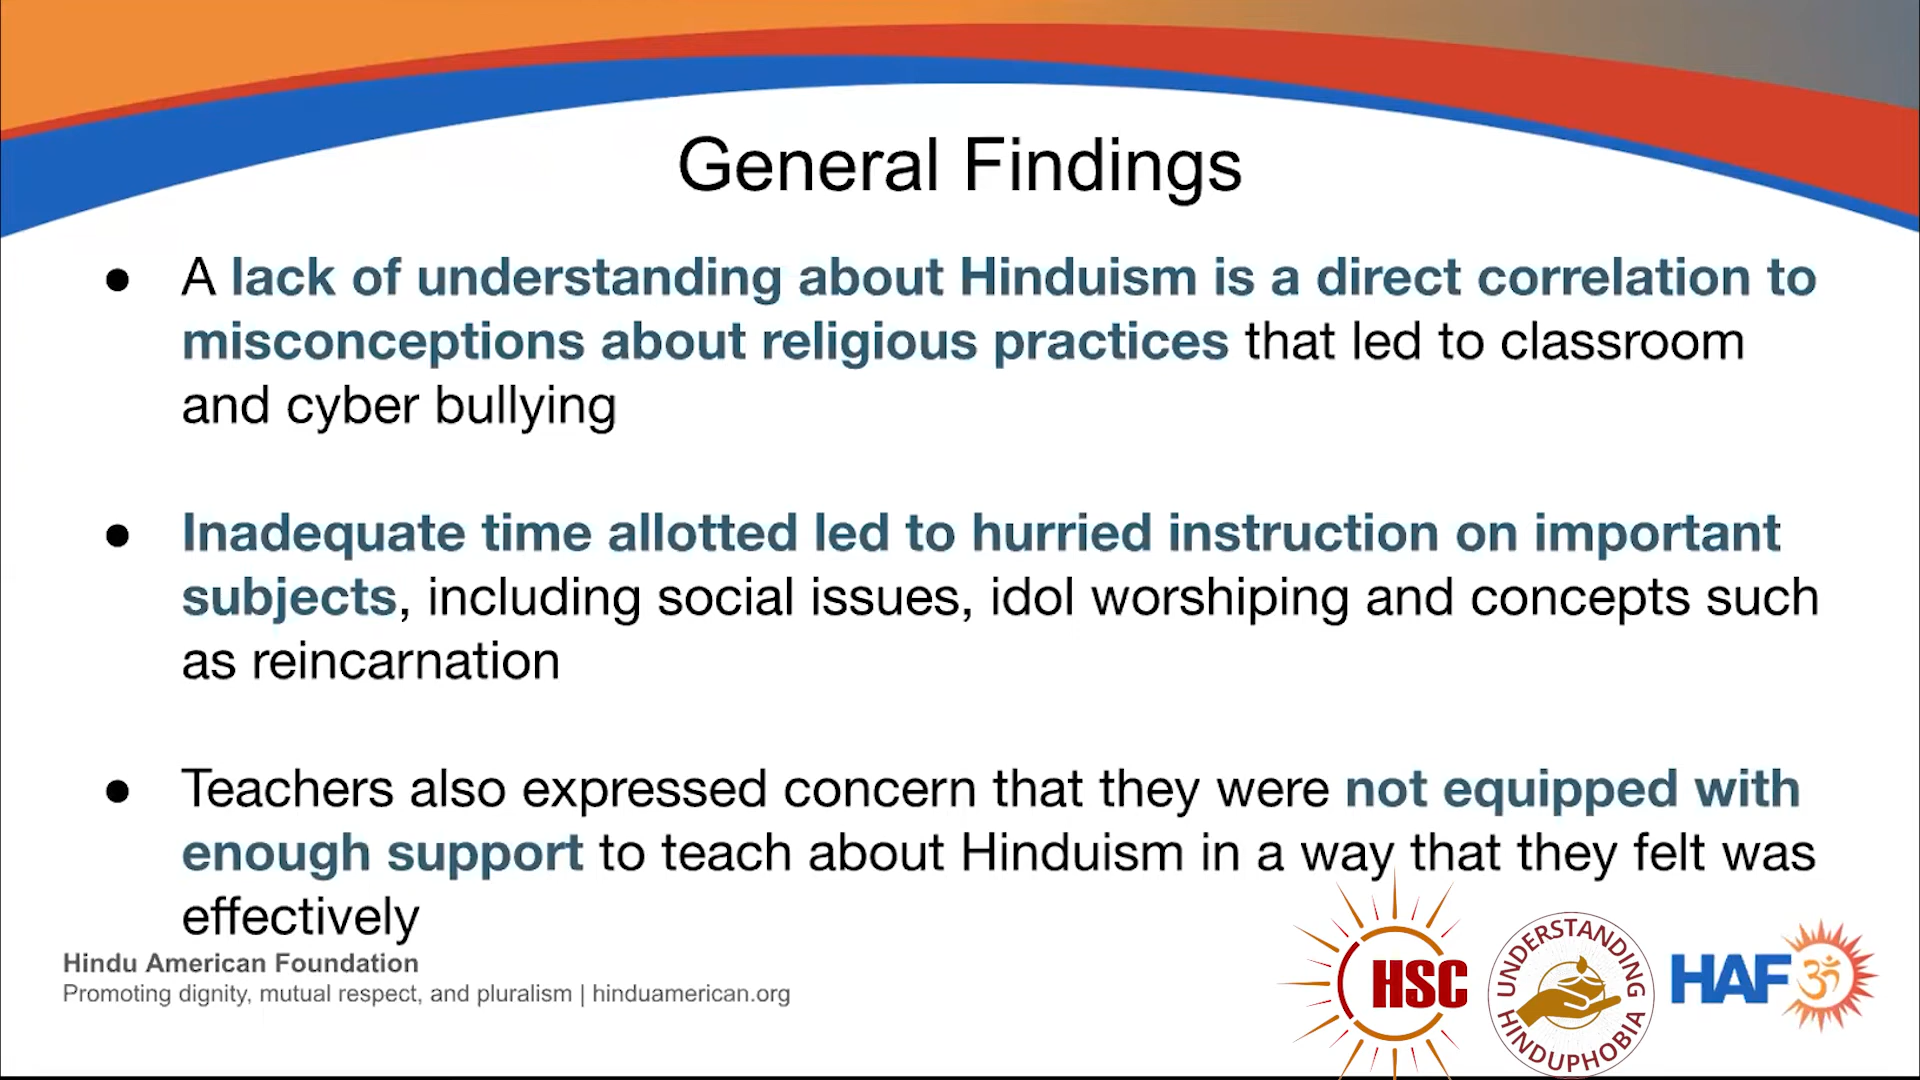 General Findings
● A lack of understanding about Hinduism is a direct correlation to
misconceptions about religious practices that led to classroom
and cyber bullying
● Inadequate time allotted led to hurried instruction on important
subjects, including social issues, idol worshiping and concepts such
as reincarnation
● Teachers also expressed concern that they were not equipped with
enough support to teach about Hinduism in a way that they felt was
effectively
Hindu American Foundation
Promoting dignity, mutual respect, and pluralism | hinduamerican.org
HSC
UNDERSTANDING
HINDUPHOBIA
HAF ॐ